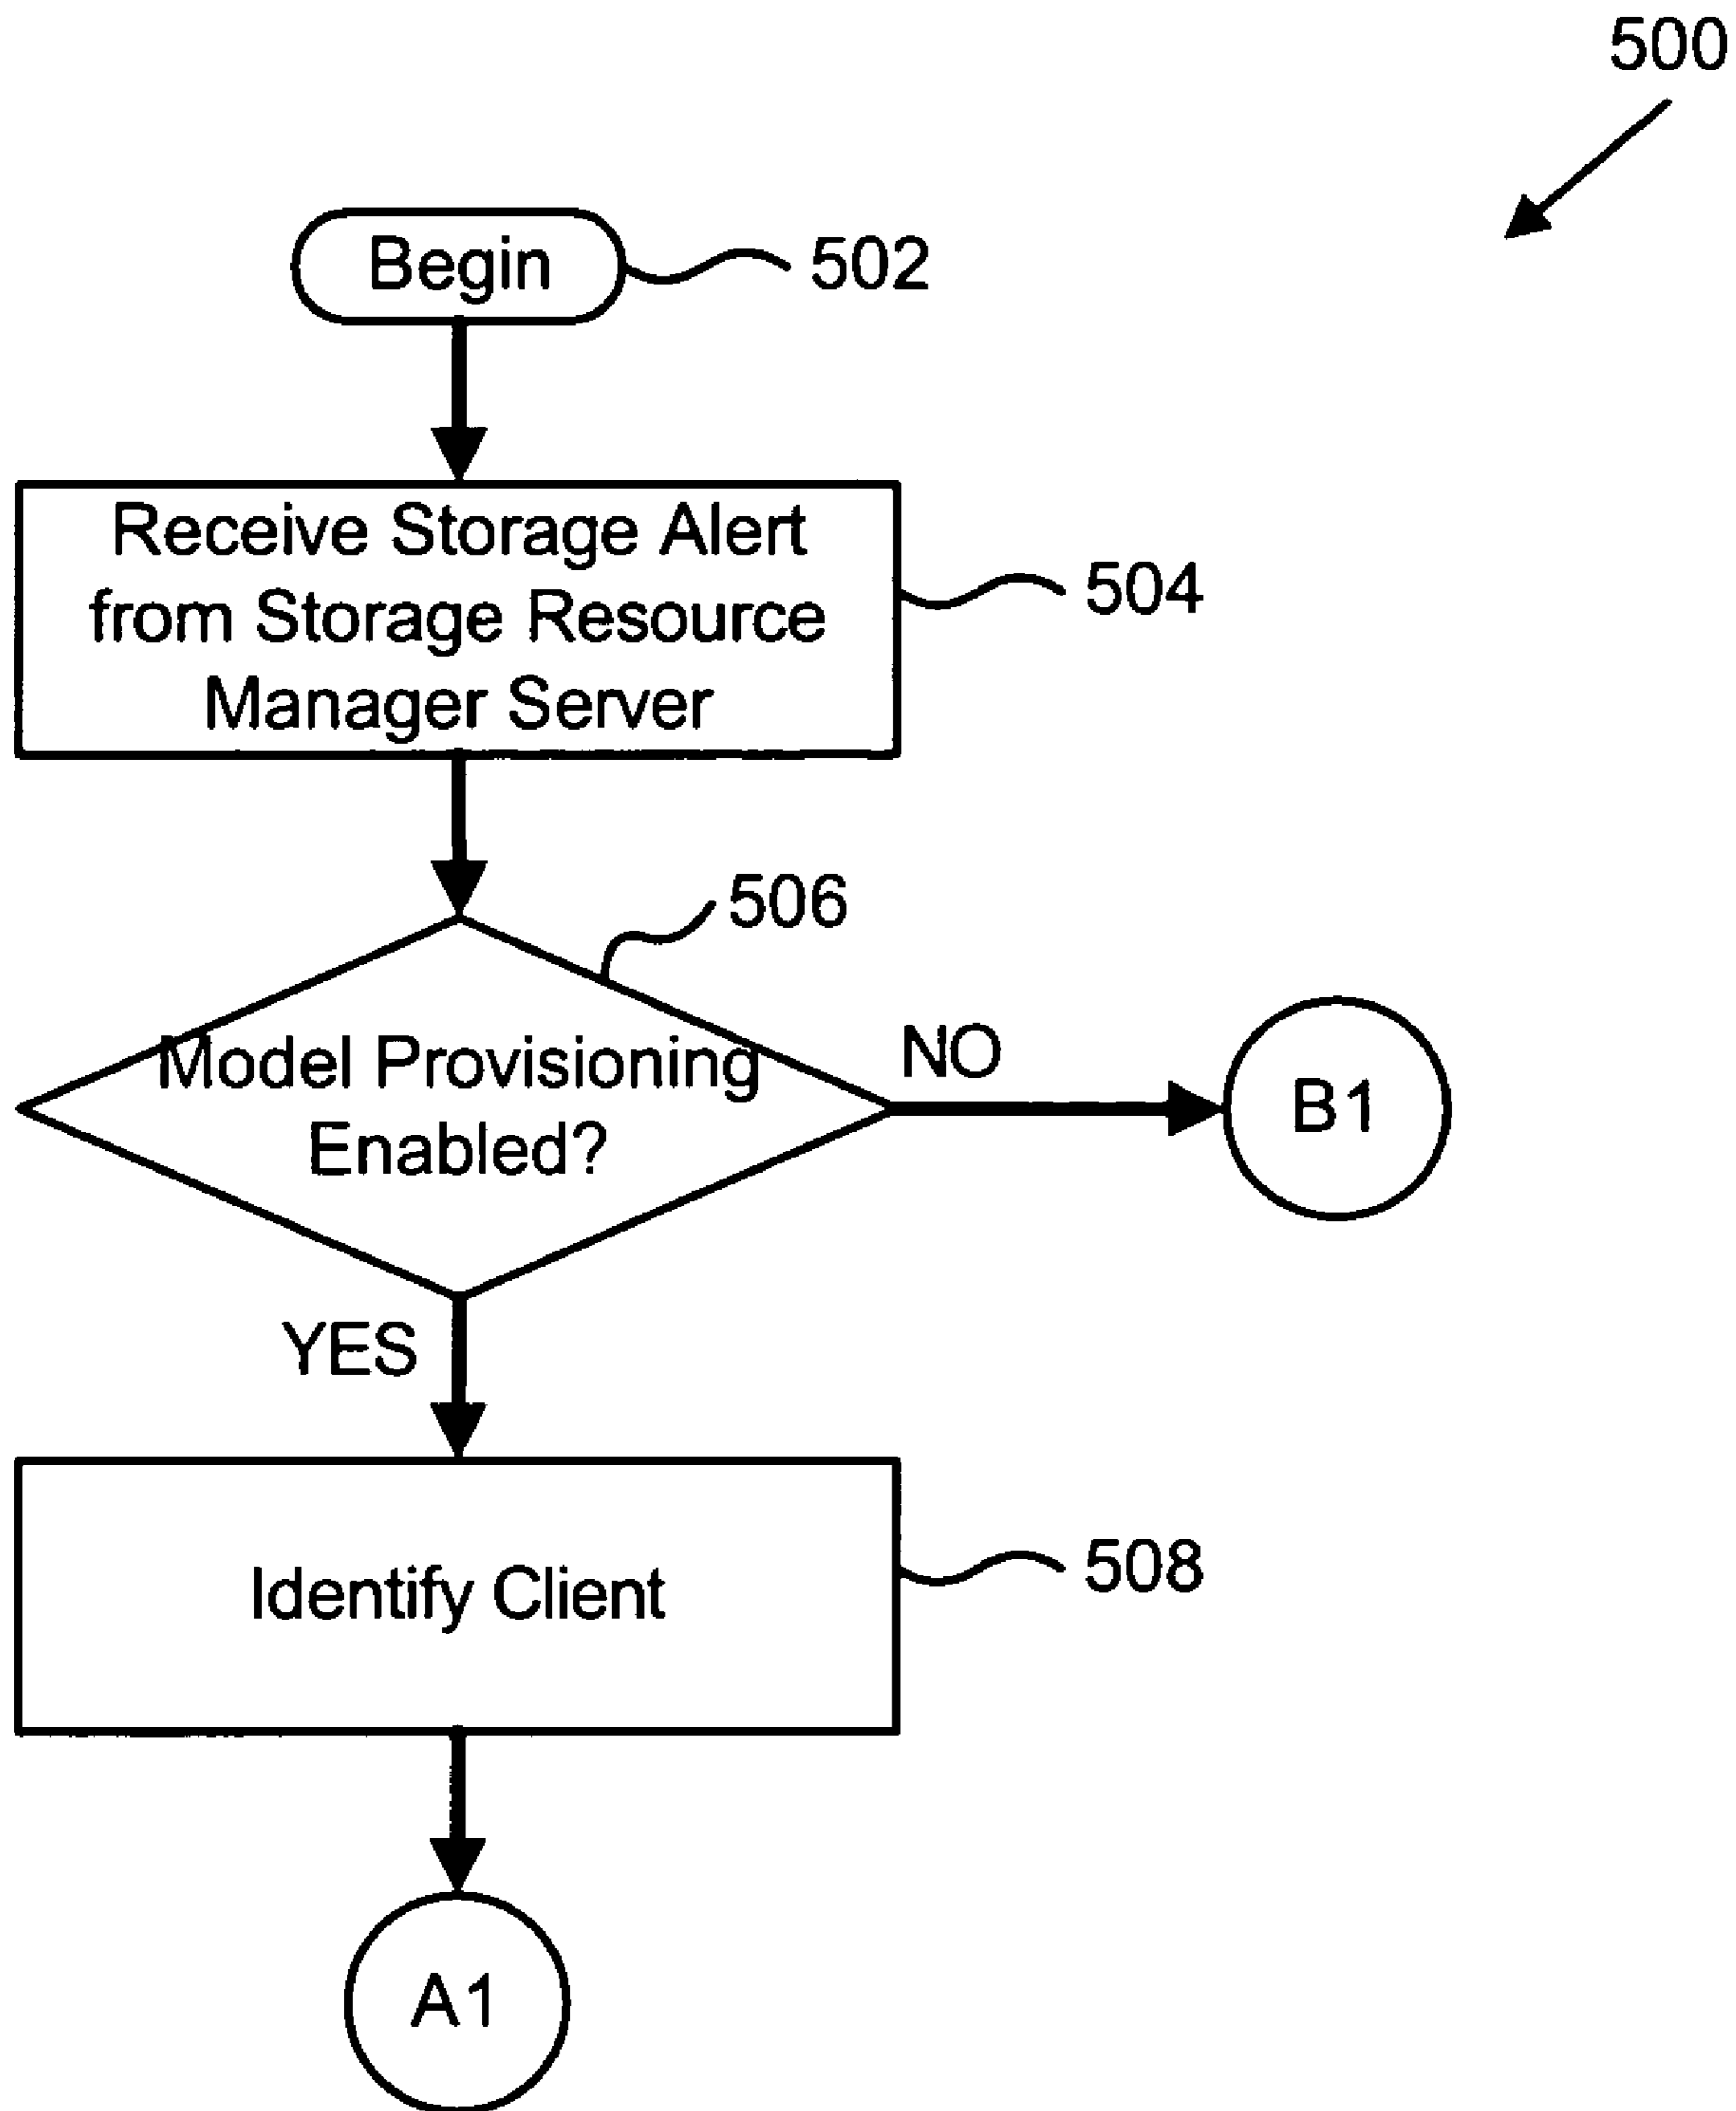 500
Begin
502
Receive Storage Alert
from Storage Resource
Manager Server
504
506
Model Provisioning
Enabled?
NO
B1
YES
Identify Client
508
A1